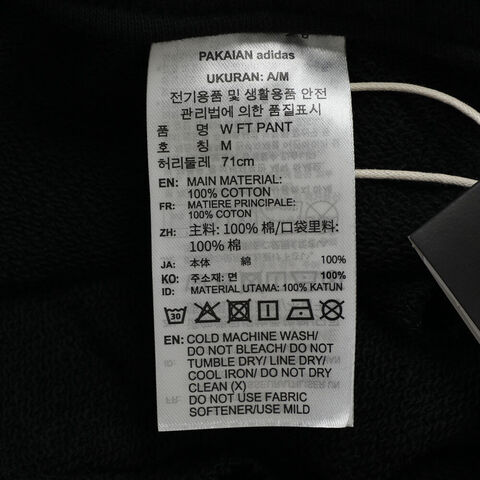 PAKAIAN adidas
UKURAN: A/M
전기용품 및 생활용품 안전
관리법에 의한 품질표시
품 명 W FT PANT
호 칭 M
허리둘레 71cm
EN: MAIN MATERIAL:
100% COTTON
FR: MATIERE PRINCIPALE:
100% COTON
ZH: 主料: 100% 棉/口袋里料:
100% 棉
JA: 本体 綿 100%
KO: 주소재: 면 100%
ID: MATERIAL UTAMA: 100% KATUN
30
EN: COLD MACHINE WASH/
DO NOT BLEACH/ DO NOT
TUMBLE DRY/ LINE DRY/
COOL IRON/ DO NOT DRY
CLEAN (X)
DO NOT USE FABRIC
SOFTENER/USE MILD